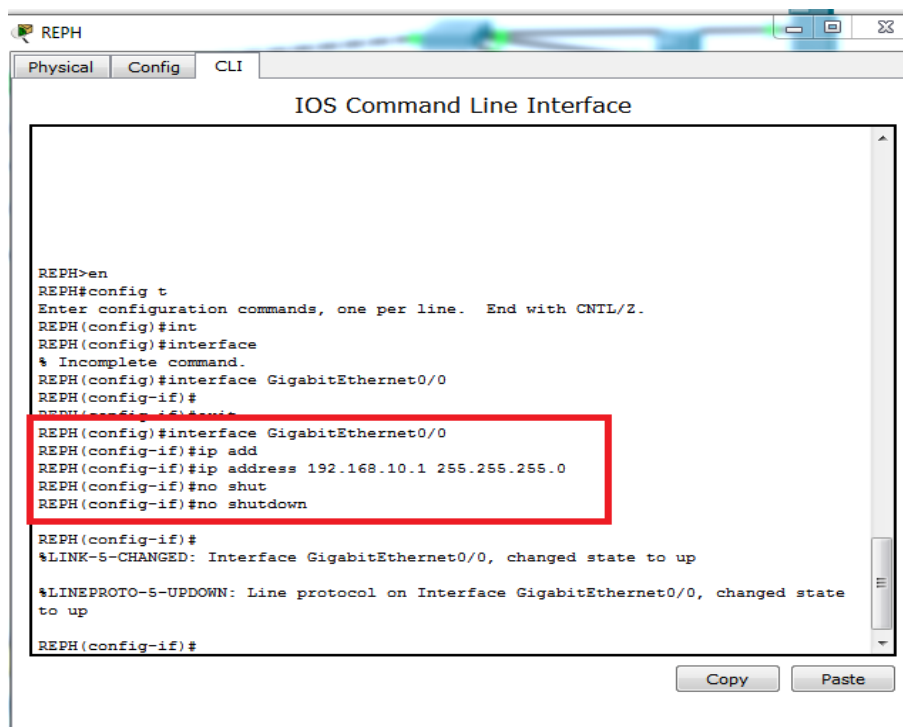 REPH
Physical Config CLI
IOS Command Line Interface
REPH>en
REPH#config t
Enter configuration commands, one per line.  End with CNTL/Z.
REPH(config)#int
REPH(config)#interface
% Incomplete command.
REPH(config)#interface GigabitEthernet0/0
REPH(config-if)#
REPH(config-if)#exit
REPH(config)#interface GigabitEthernet0/0
REPH(config-if)#ip add
REPH(config-if)#ip address 192.168.10.1 255.255.255.0
REPH(config-if)#no shut
REPH(config-if)#no shutdown
REPH(config-if)#
%LINK-5-CHANGED: Interface GigabitEthernet0/0, changed state to up
%LINEPROTO-5-UPDOWN: Line protocol on Interface GigabitEthernet0/0, changed state
to up
REPH(config-if)#
Copy Paste